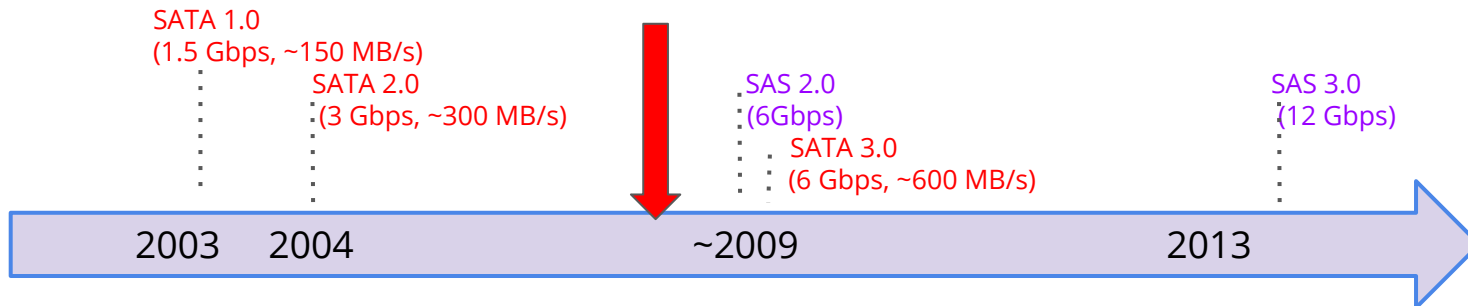 SATA 1.0
(1.5 Gbps, ~150 MB/s)
SATA 2.0
(3 Gbps, ~300 MB/s)
SAS 2.0
(6Gbps)
SATA 3.0
(6 Gbps, ~600 MB/s)
SAS 3.0
(12 Gbps)
2003
2004
~2009
2013